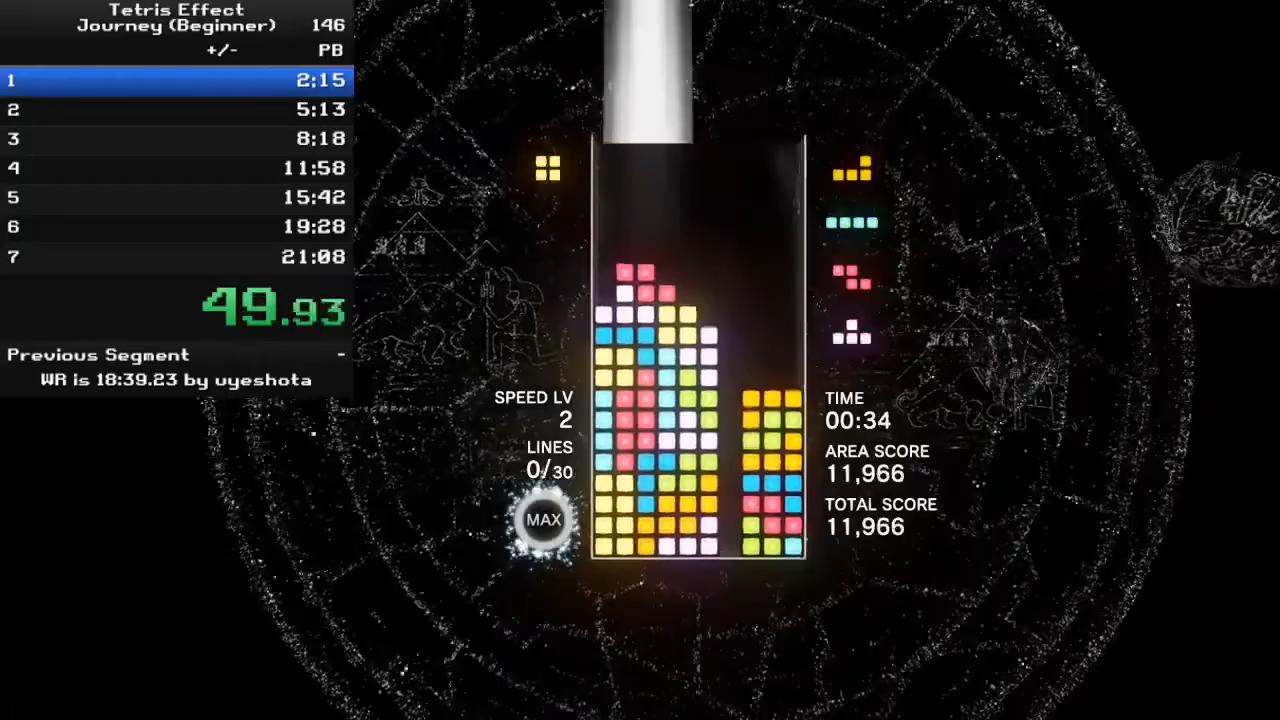 Tetris Effect
Journey (Beginner) 146
+/- PB
1 2:15
2 5:13
3 8:18
4 11:58
5 15:42
6 19:28
7 21:08
49.93
Previous Segment -
WR is 18:39.23 by uyeshota
SPEED LV
2
LINES
0/30
MAX
TIME
00:34
AREA SCORE
11,966
TOTAL SCORE
11,966